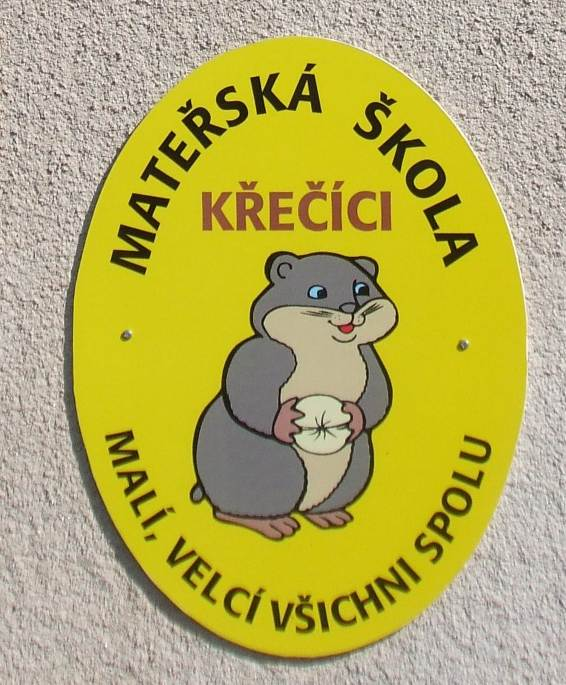 MATEŘSKÁ ŠKOLA
KŘEČÍCI
MALÍ, VELCÍ VŠICHNI SPOLU